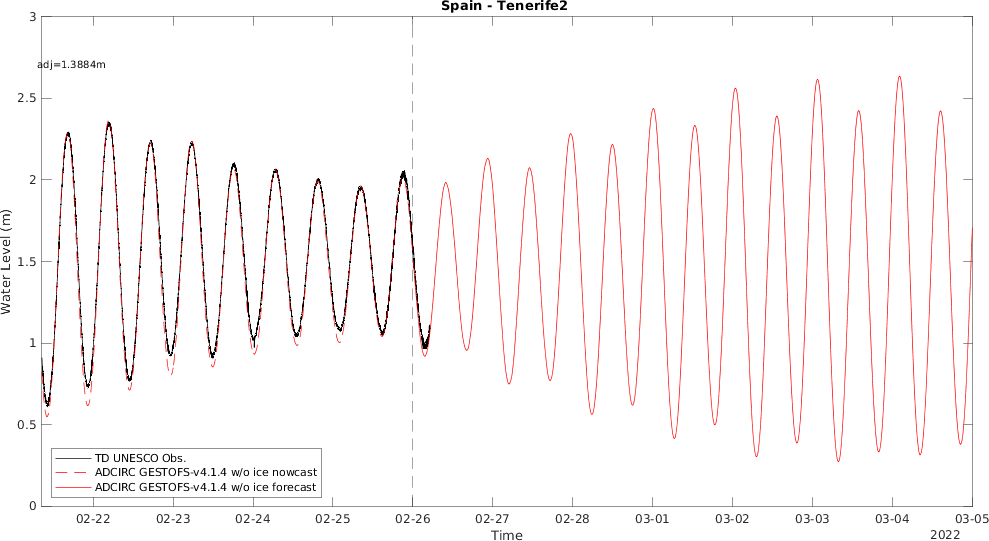 Spain - Tenerife2
adj=1.3884m
3
2.5
2
1.5
1
0.5
0
Water Level (m)
TD UNESCO Obs.
ADCIRC GESTOFS-v4.1.4 w/o ice nowcast
ADCIRC GESTOFS-v4.1.4 w/o ice forecast
02-22 02-23 02-24 02-25 02-26 02-27 02-28 03-01 03-02 03-03 03-04 03-05
Time
2022